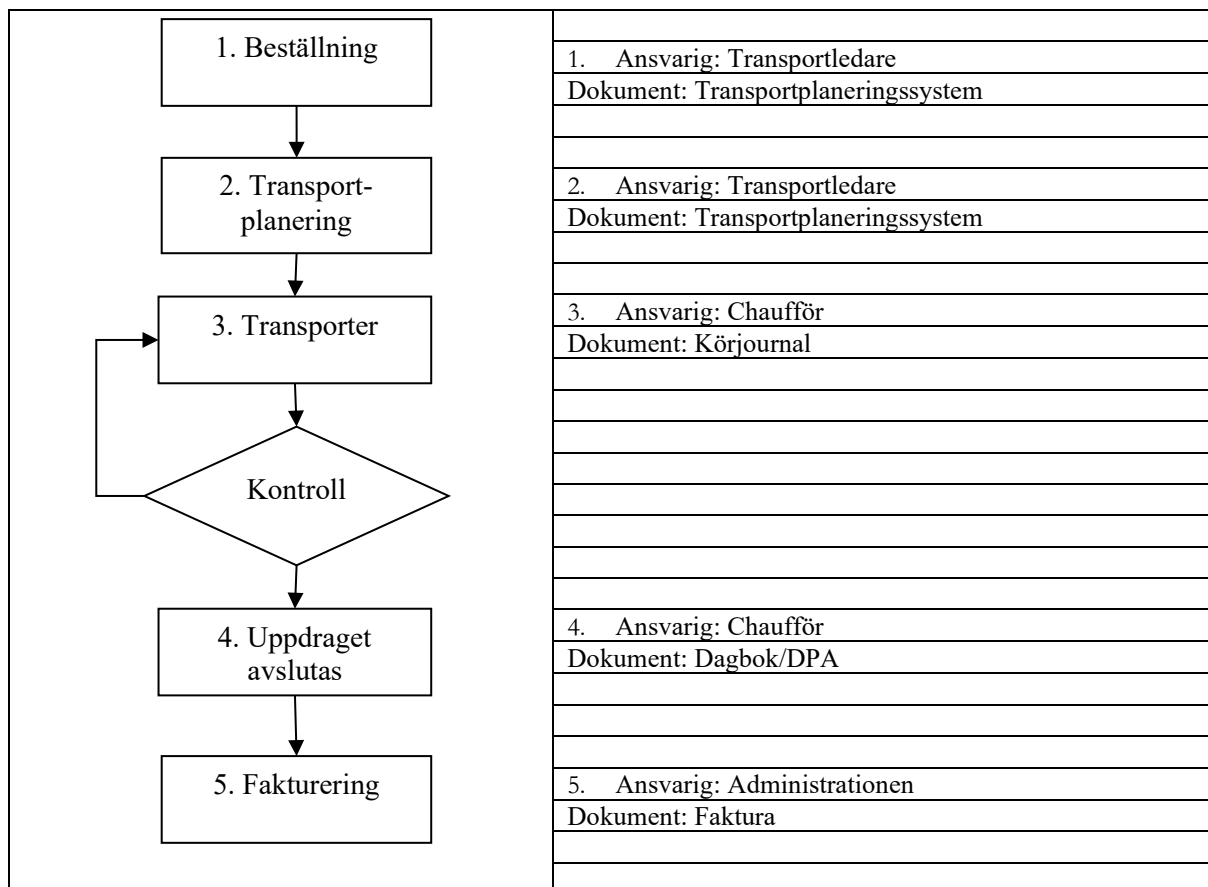 1. Beställning
2. Transport-
planering
3. Transporter
Kontroll
4. Uppdraget
avslutas
5. Fakturering
1. Ansvarig: Transportledare
Dokument: Transportplaneringssystem
2. Ansvarig: Transportledare
Dokument: Transportplaneringssystem
3. Ansvarig: Chaufför
Dokument: Körjournal
4. Ansvarig: Chaufför
Dokument: Dagbok/DPA
5. Ansvarig: Administrationen
Dokument: Faktura